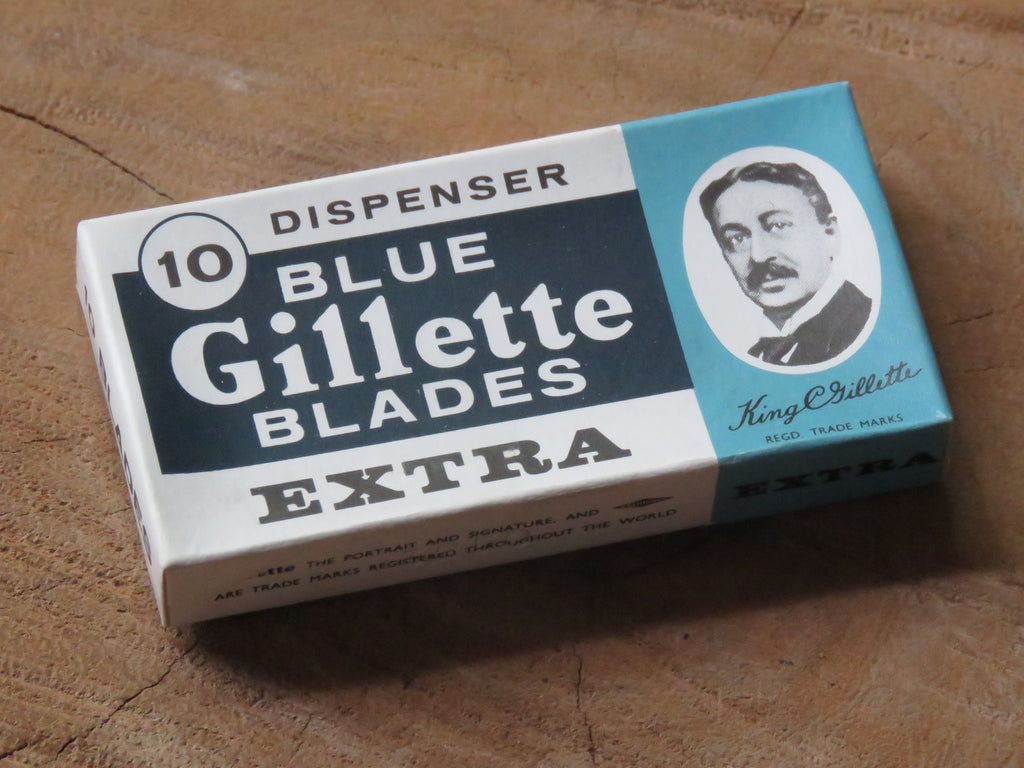 DISPENSER
10
BLUE
Gillette
BLADES
EXTRA
King C Gillette
REGD. TRADE MARKS
EXTRA
THE PORTRAIT AND SIGNATURE, AND
ARE TRADE MARKS REGISTERED THROUGHOUT THE WORLD